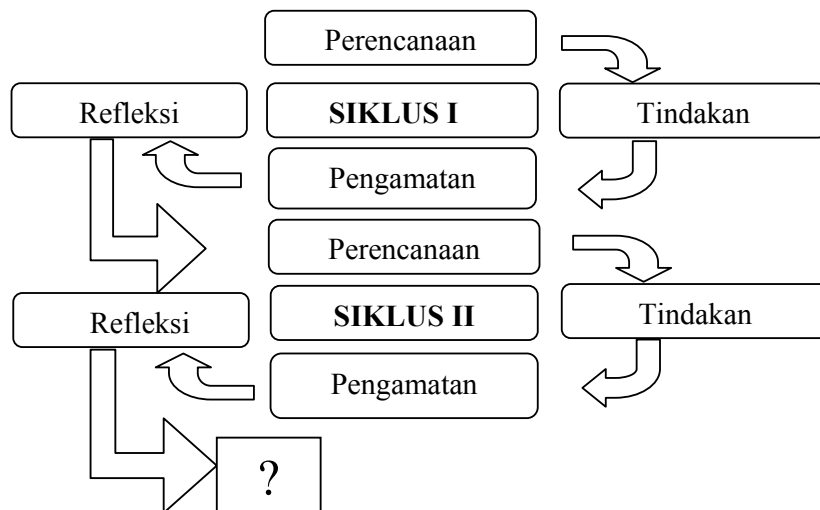 Perencanaan
Refleksi
SIKLUS I
Tindakan
Pengamatan
Perencanaan
Refleksi
SIKLUS II
Tindakan
Pengamatan
?